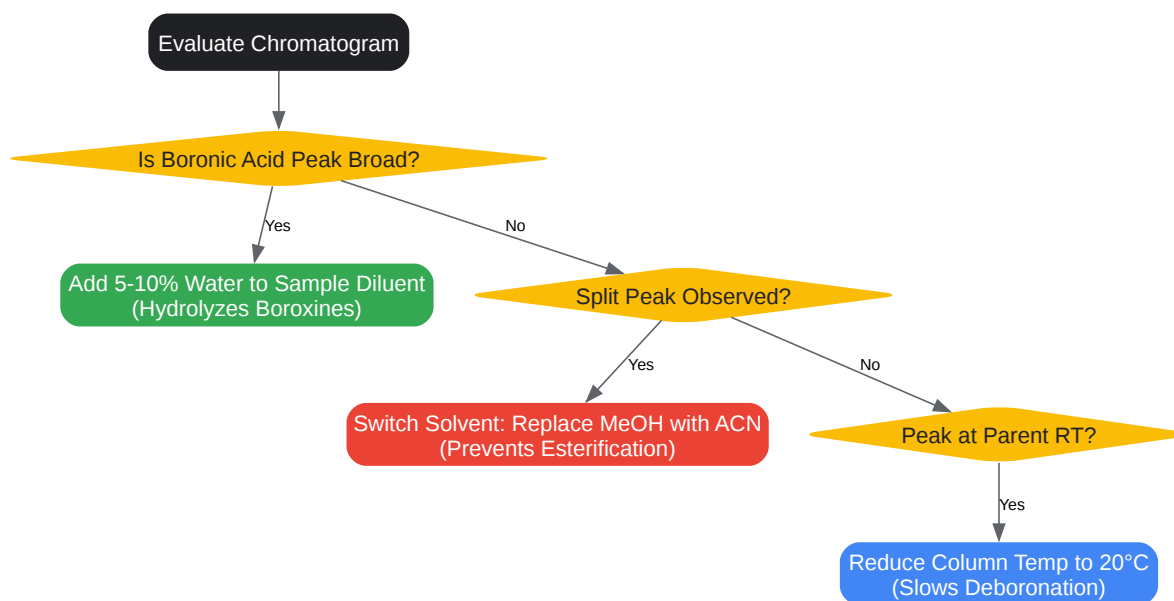 Evaluate Chromatogram
Is Boronic Acid Peak Broad?
Yes
No
Add 5-10% Water to Sample Diluent
(Hydrolyzes Boroxines)
Split Peak Observed?
Yes
No
Switch Solvent: Replace MeOH with ACN
(Prevents Esterification)
Peak at Parent RT?
Yes
Reduce Column Temp to 20°C
(Slows Deboronation)